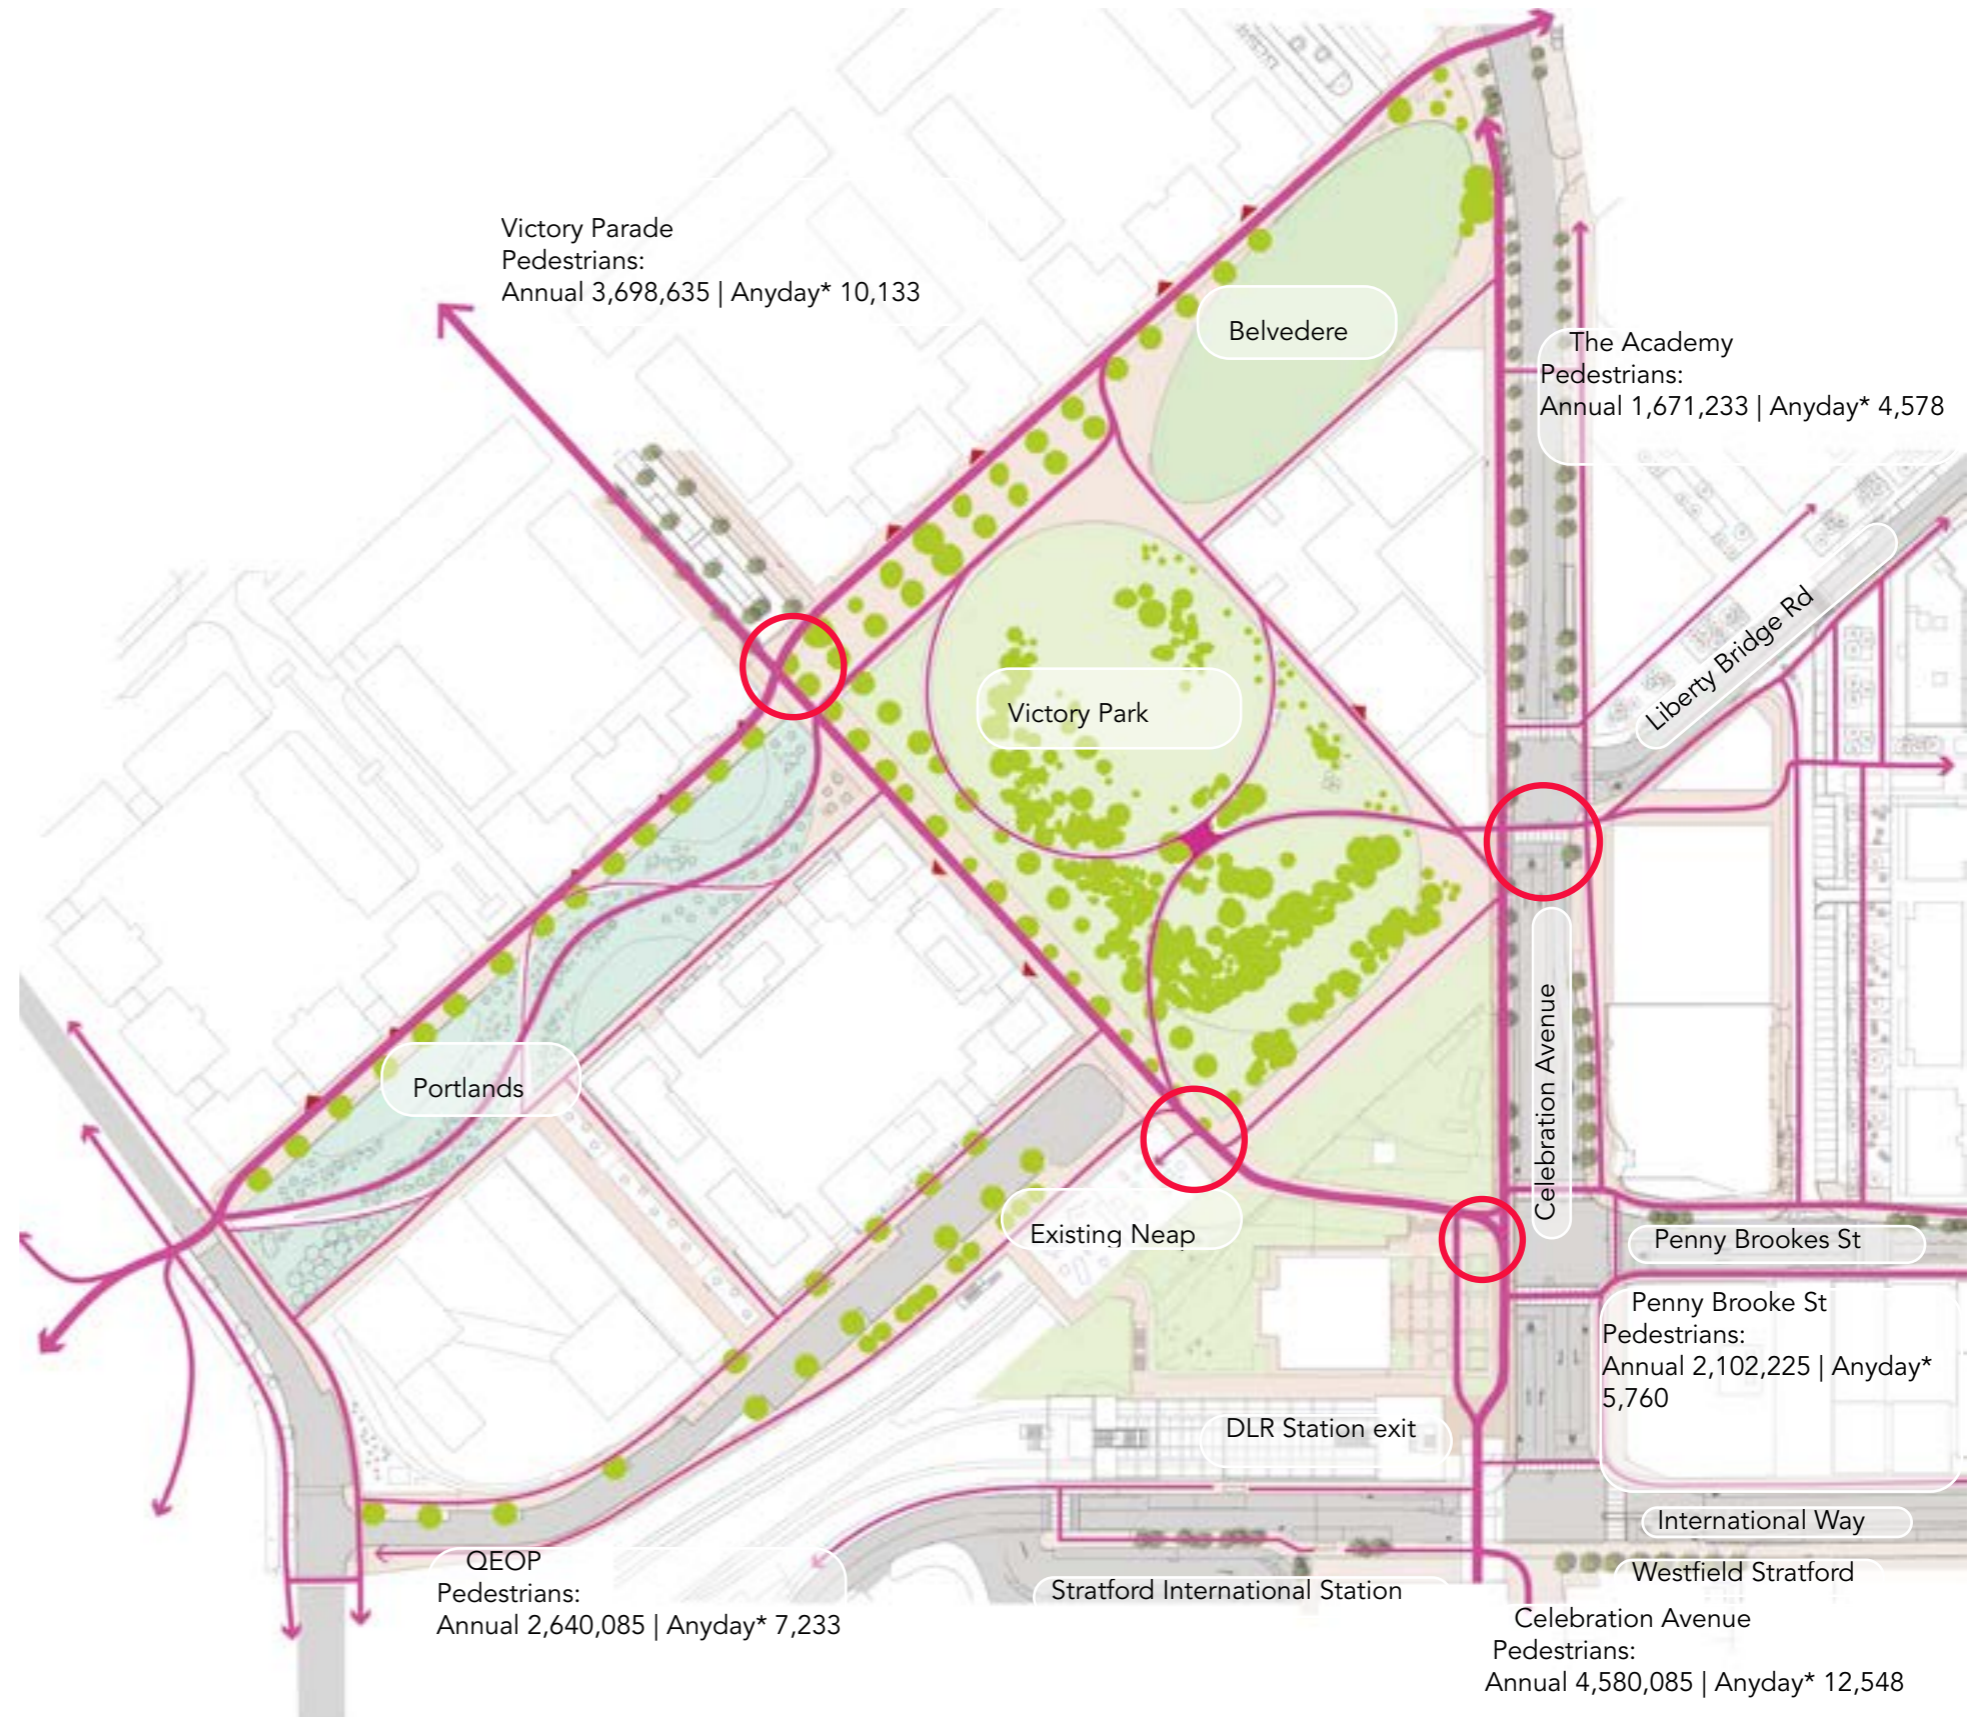 Victory Parade
Pedestrians:
Annual 3,698,635 | Anyday* 10,133
Belvedere
The Academy
Pedestrians:
Annual 1,671,233 | Anyday* 4,578
Liberty Bridge Rd
Victory Park
Portlands
Celebration Avenue
Existing Neap
Penny Brookes St
Penny Brooke St
Pedestrians:
Annual 2,102,225 | Anyday*
5,760
DLR Station exit
International Way
QEOP
Pedestrians:
Annual 2,640,085 | Anyday* 7,233
Stratford International Station
Westfield Stratford
Celebration Avenue
Pedestrians:
Annual 4,580,085 | Anyday* 12,548